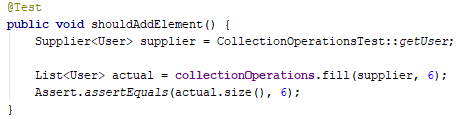 @Test
public void shouldAddElement() {
Supplier<User> supplier = CollectionOperationsTest::getUser;
List<User> actual = collectionOperations.fill(supplier, 6);
Assert.assertEquals(actual.size(), 6);
}